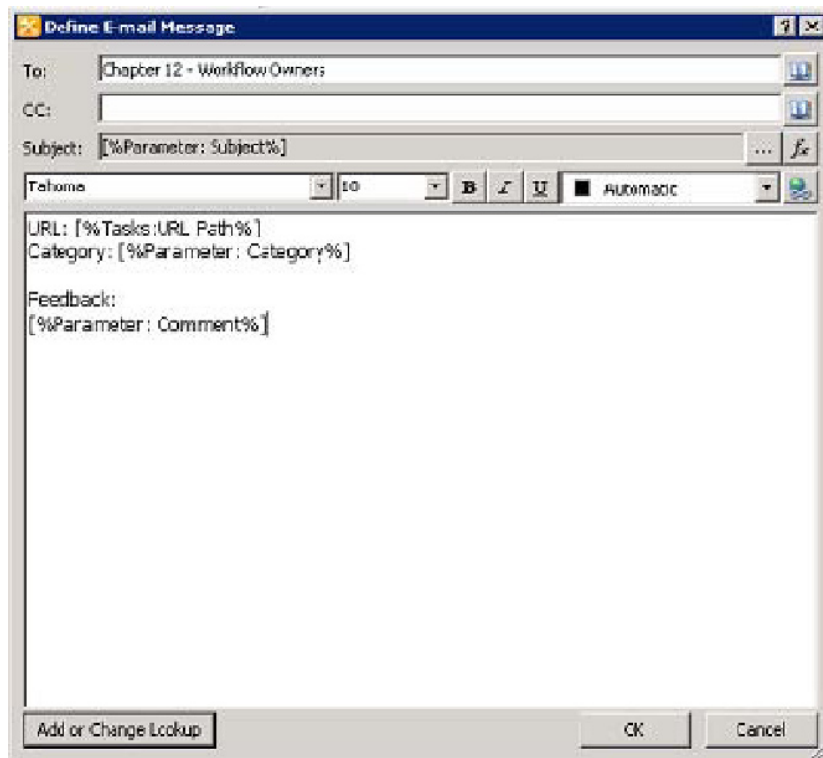 Define E-mail Message
To: Chapter 12 - Workflow Owners
CC:
Subject: [%Parameter: Subject%] ... fx
Tahoma 10 B I U Automatic
URL: [%Tasks:URL Path%]
Category: [%Parameter: Category%]
Feedback:
[%Parameter: Comment%]
Add or Change Lookup OK Cancel